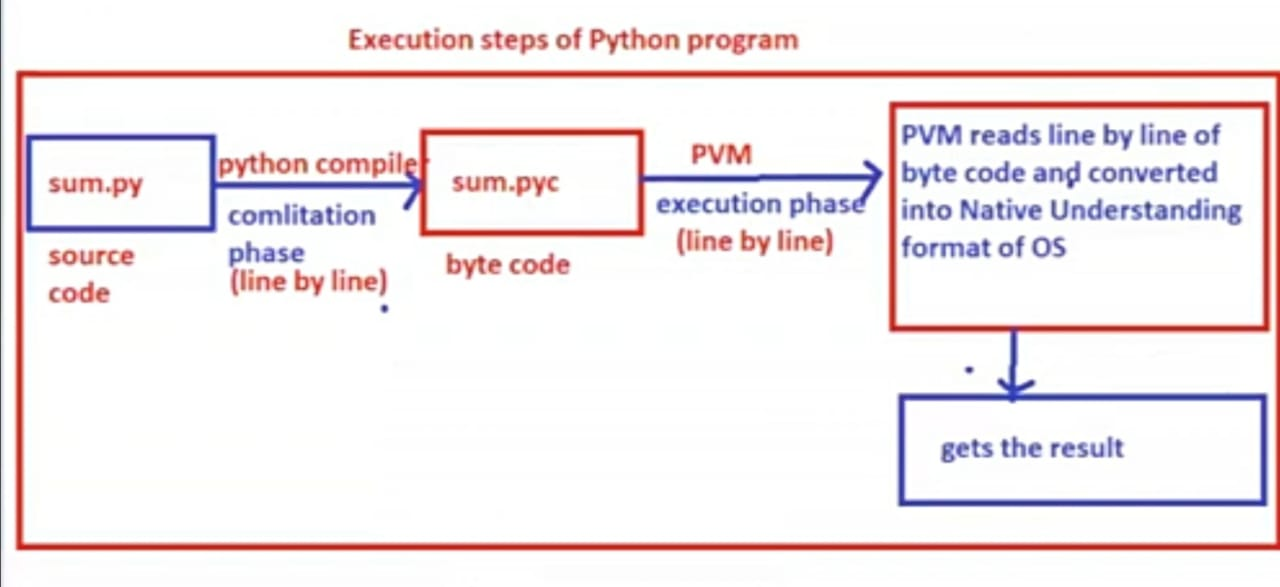 Execution steps of Python program
sum.py
source
code
python compiler
comlitation
phase
(line by line)
sum.pyc
byte code
PVM
execution phase
(line by line)
PVM reads line by line of
byte code and converted
into Native Understanding
format of OS
gets the result